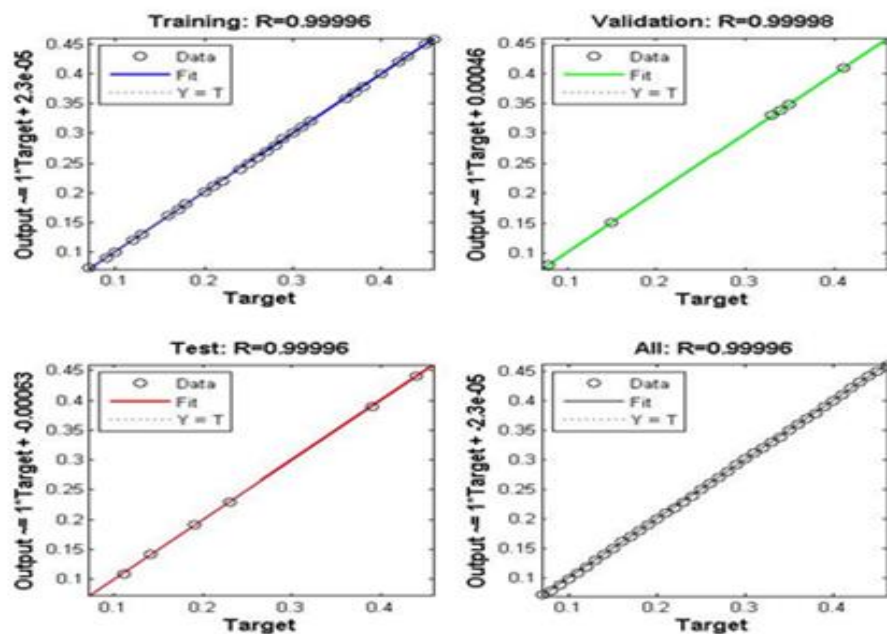 Training: R=0.99996
Output ~= 1*Target + 2.3e-05
0.45
0.4
0.35
0.3
0.25
0.2
0.15
0.1
Data
Fit
Y = T
0.1 0.2 0.3 0.4
Target
Validation: R=0.99998
Output ~= 1*Target + 0.00046
0.45
0.4
0.35
0.3
0.25
0.2
0.15
0.1
Data
Fit
Y = T
0.1 0.2 0.3 0.4
Target
Test: R=0.99996
Output ~= 1*Target + -0.00063
0.45
0.4
0.35
0.3
0.25
0.2
0.15
0.1
Data
Fit
Y = T
0.1 0.2 0.3 0.4
Target
All: R=0.99996
Output ~= 1*Target + -2.3e-05
0.45
0.4
0.35
0.3
0.25
0.2
0.15
0.1
Data
Fit
Y = T
0.1 0.2 0.3 0.4
Target